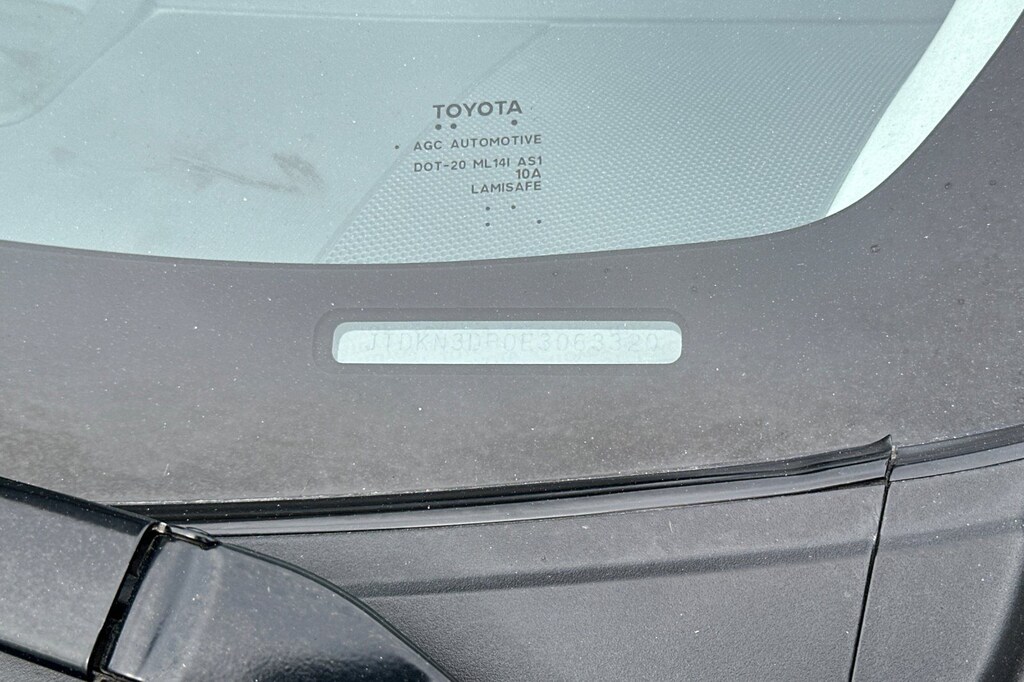 TOYOTA
AGC AUTOMOTIVE
DOT-20 ML14I AS1
10A
LAMISAFE
JTDKN3DP0E3063320